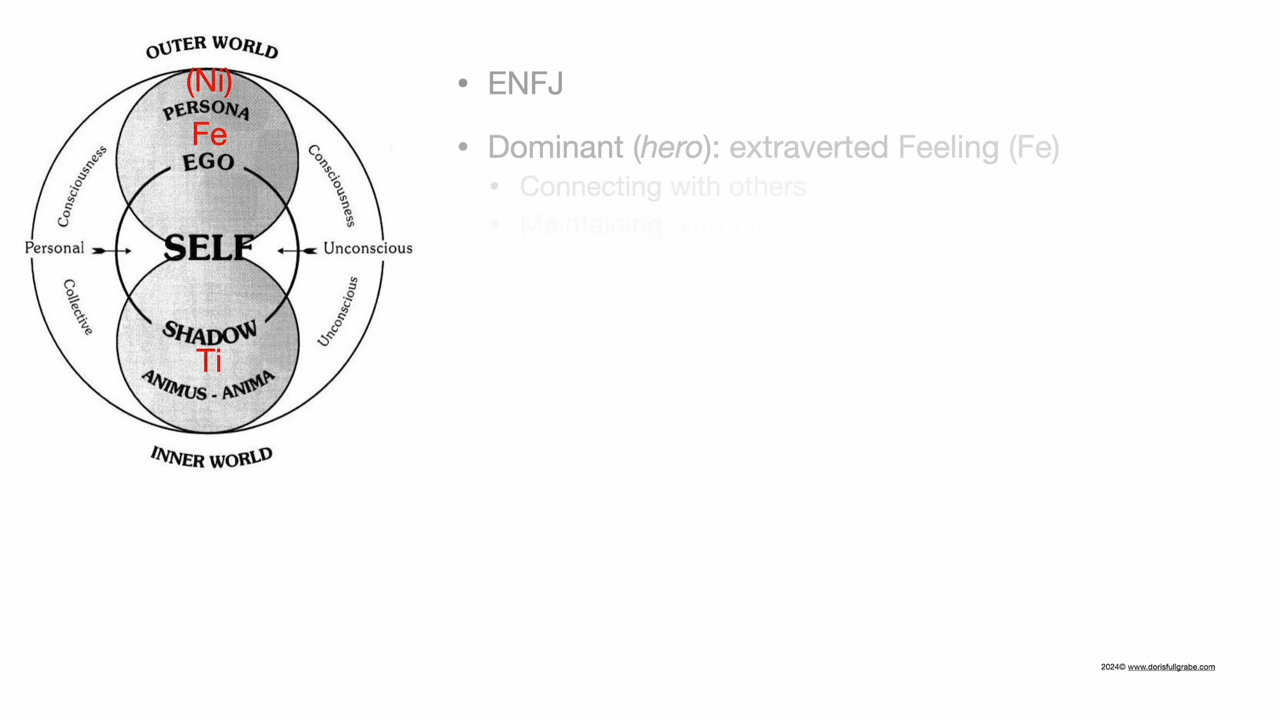 OUTER WORLD
(Ni)
PERSONA
Fe
EGO
Consciousness
Consciousness
Personal
SELF
Unconscious
Collective
Unconscious
SHADOW
Ti
ANIMUS - ANIMA
INNER WORLD
• ENFJ
• Dominant (hero): extraverted Feeling (Fe)
• Connecting with others
• Maintaining harmony
2024© www.dorisfullgrabe.com